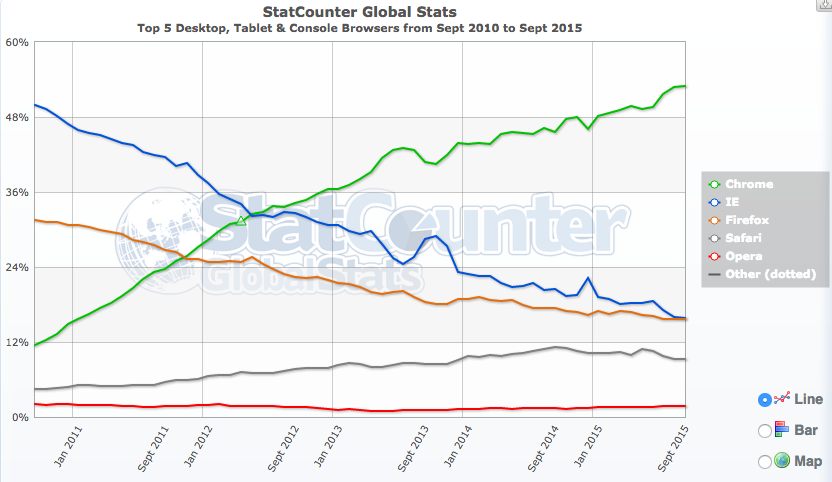 StatCounter Global Stats
Top 5 Desktop, Tablet & Console Browsers from Sept 2010 to Sept 2015
60%
48%
36%
24%
12%
0%
StatCounter
GlobalStats
Jan 2011
Sept 2011
Jan 2012
Sept 2012
Jan 2013
Sept 2013
Jan 2014
Sept 2014
Jan 2015
Sept 2015
Chrome
IE
Firefox
Safari
Opera
Other (dotted)
Line
Bar
Map